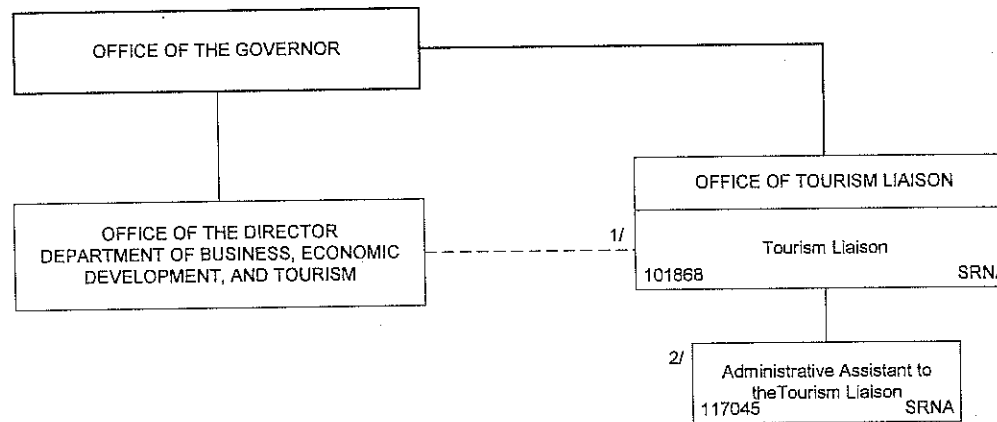 OFFICE OF THE GOVERNOR
OFFICE OF TOURISM LIAISON
OFFICE OF THE DIRECTOR
DEPARTMENT OF BUSINESS, ECONOMIC
DEVELOPMENT, AND TOURISM
1/
Tourism Liaison
101868 SRNA
2/
Administrative Assistant to
theTourism Liaison
117045 SRNA